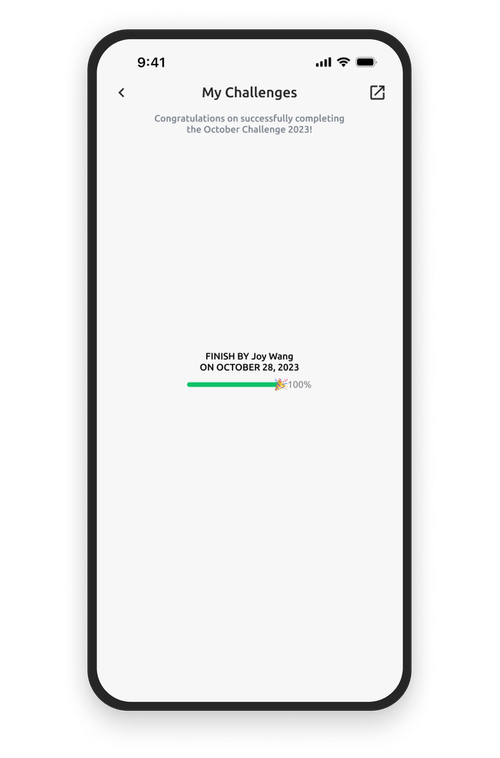 9:41
My Challenges
Congratulations on successfully completing
the October Challenge 2023!
FINISH BY Joy Wang
ON OCTOBER 28, 2023
100%